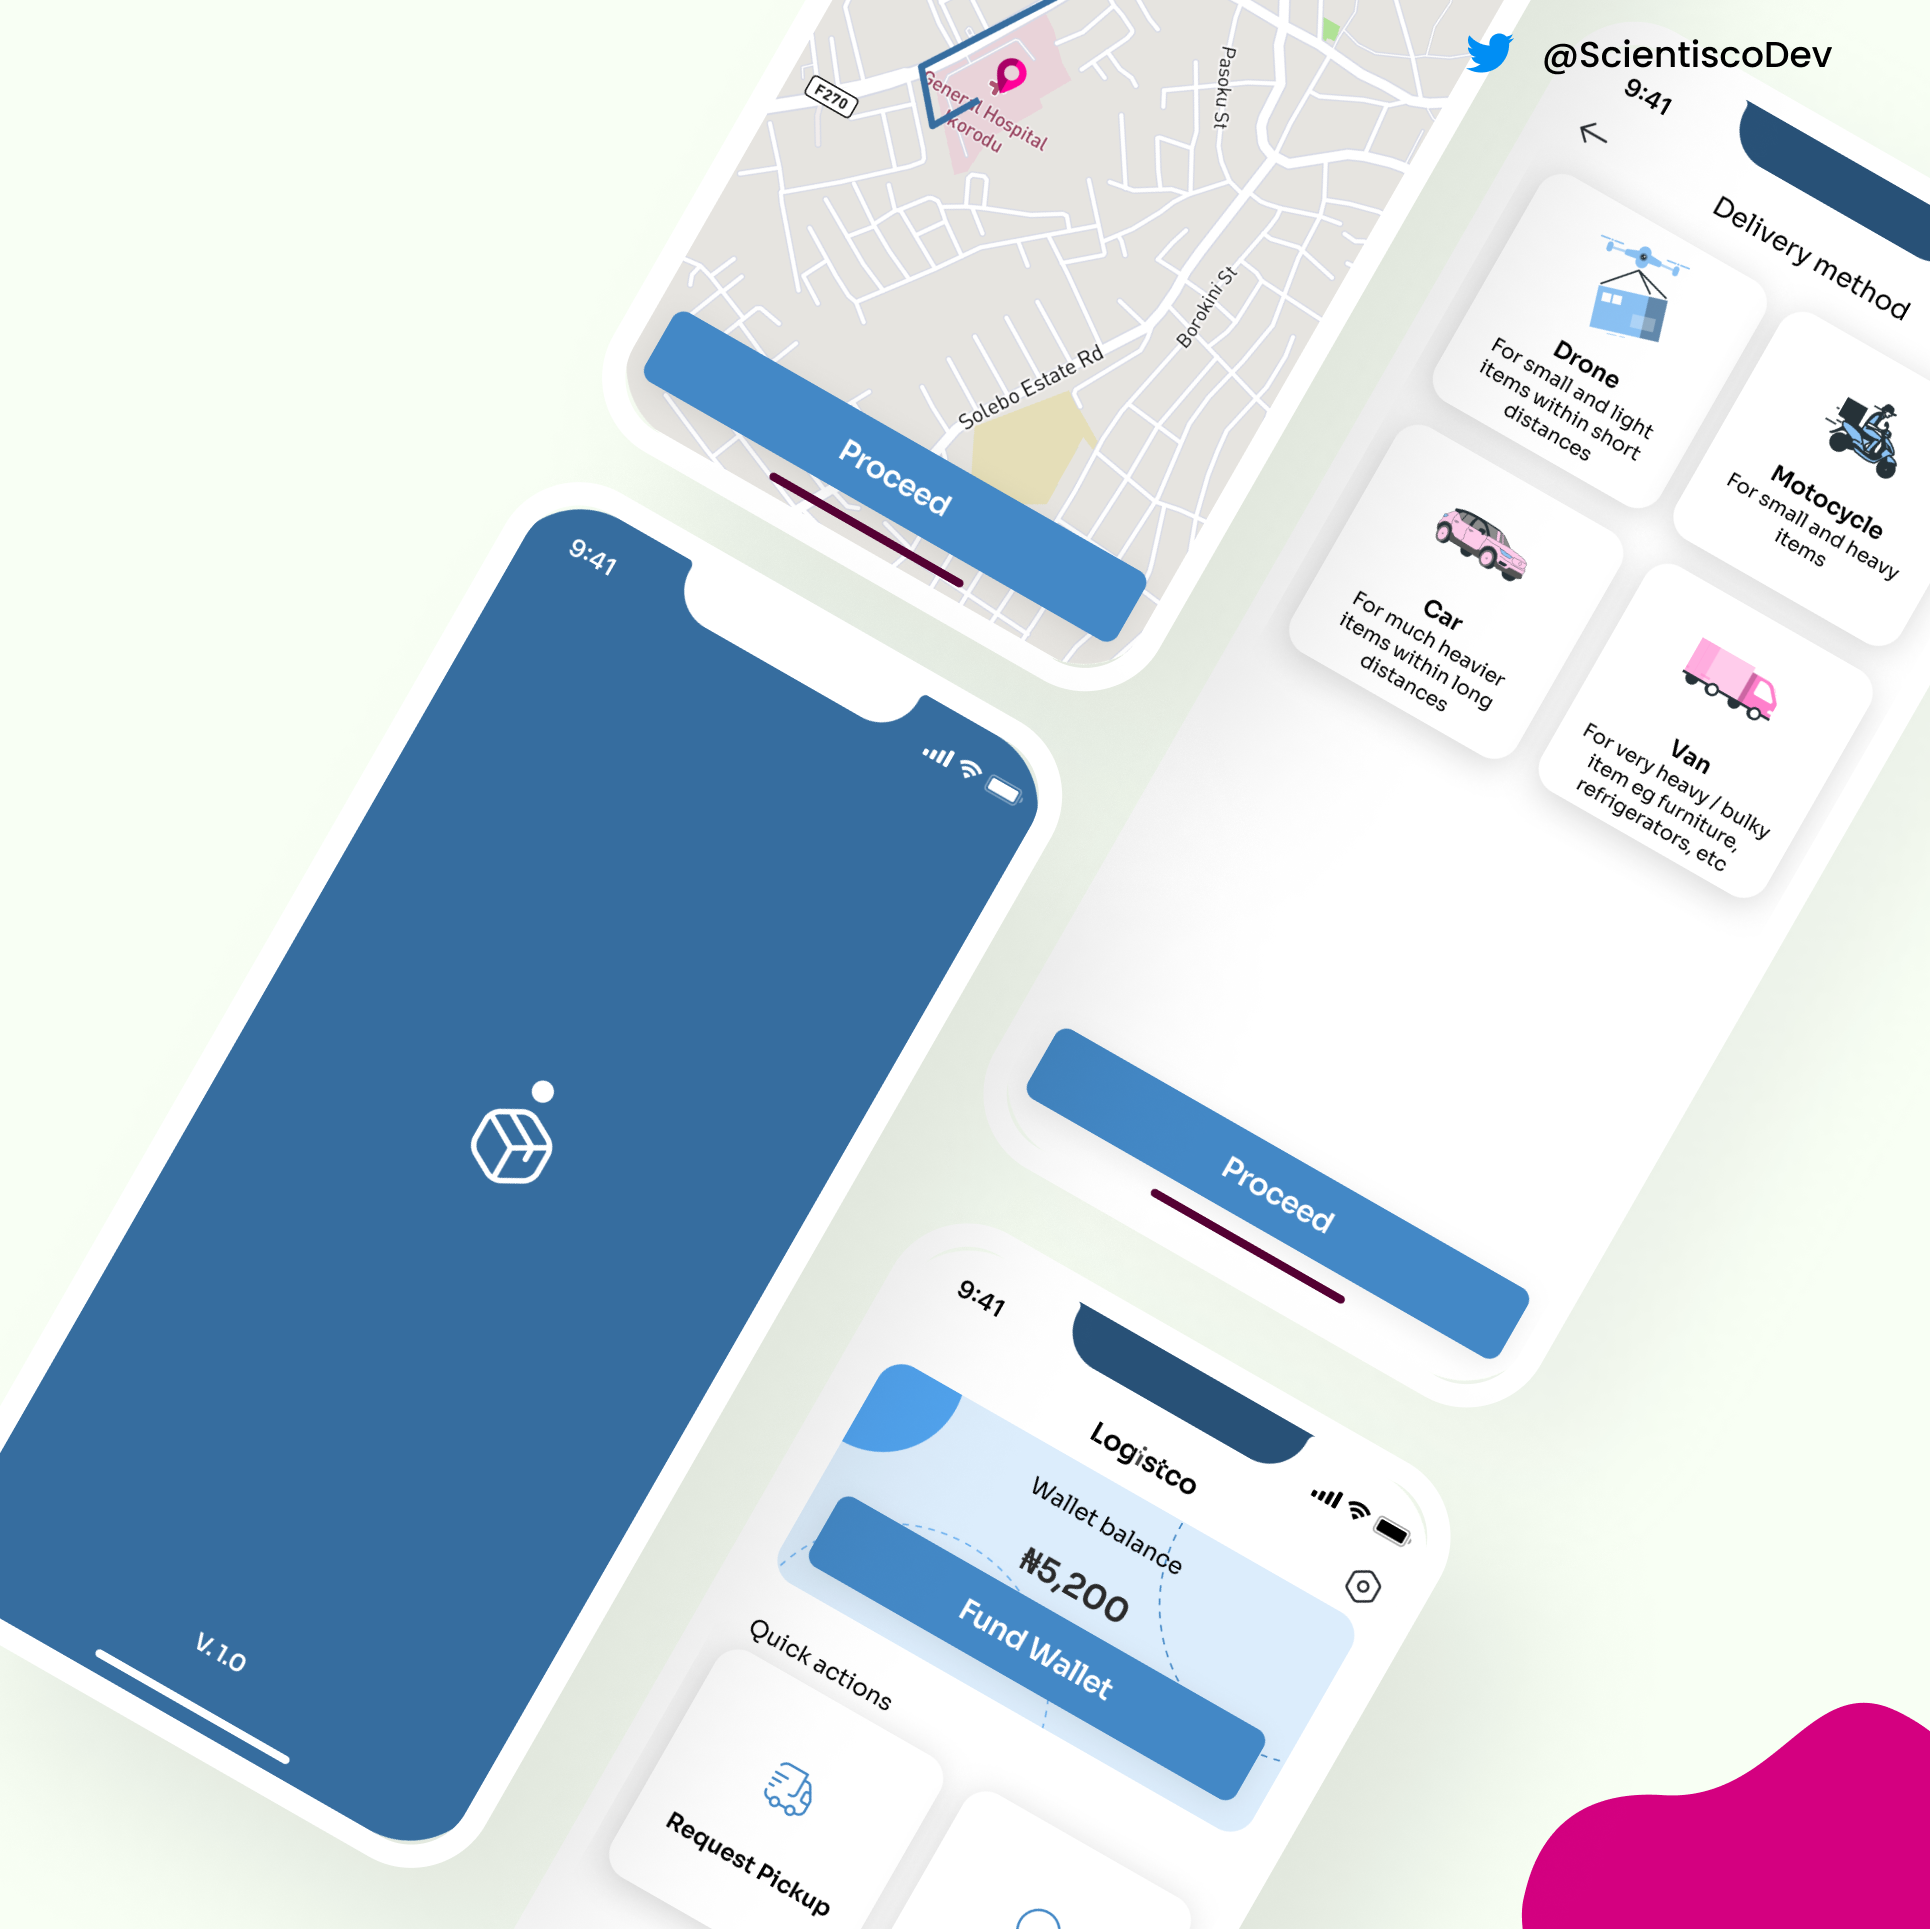 @ScientiscoDev
F270
General Hospital
Ikorodu
Pasoku St
Borokini St
Solebo Estate Rd
Proceed
9:41
Delivery method
Drone
For small and light
items within short
distances
Motocycle
For small and heavy
items
Car
For much heavier
items within long
distances
Van
For very heavy / bulky
item eg furniture,
refrigerators, etc
Proceed
9:41
V. 1.0
9:41
Logistco
Wallet balance
₦5,200
Fund Wallet
Quick actions
Request Pickup